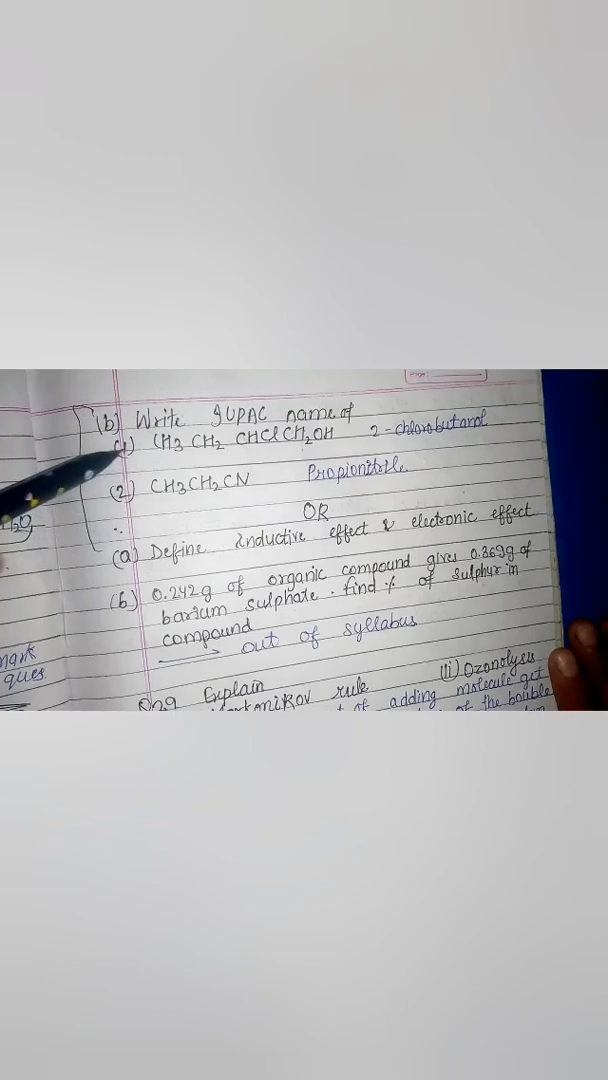 Page:
(b) Write IUPAC name of
(1) CH3 CH2 CHCl CH2OH 2-chlorobutanol
(2) CH3CH2CN Propionitrile
OR
(a) Define inductive effect & electronic effect
(b) 0.242g of organic compound gives 0.369g of
barium sulphate. find % of sulphur in
compound
out of syllabus
mark
ques
Q29 Explain (ii) Ozonolysis
rule
of adding molecule get
of the